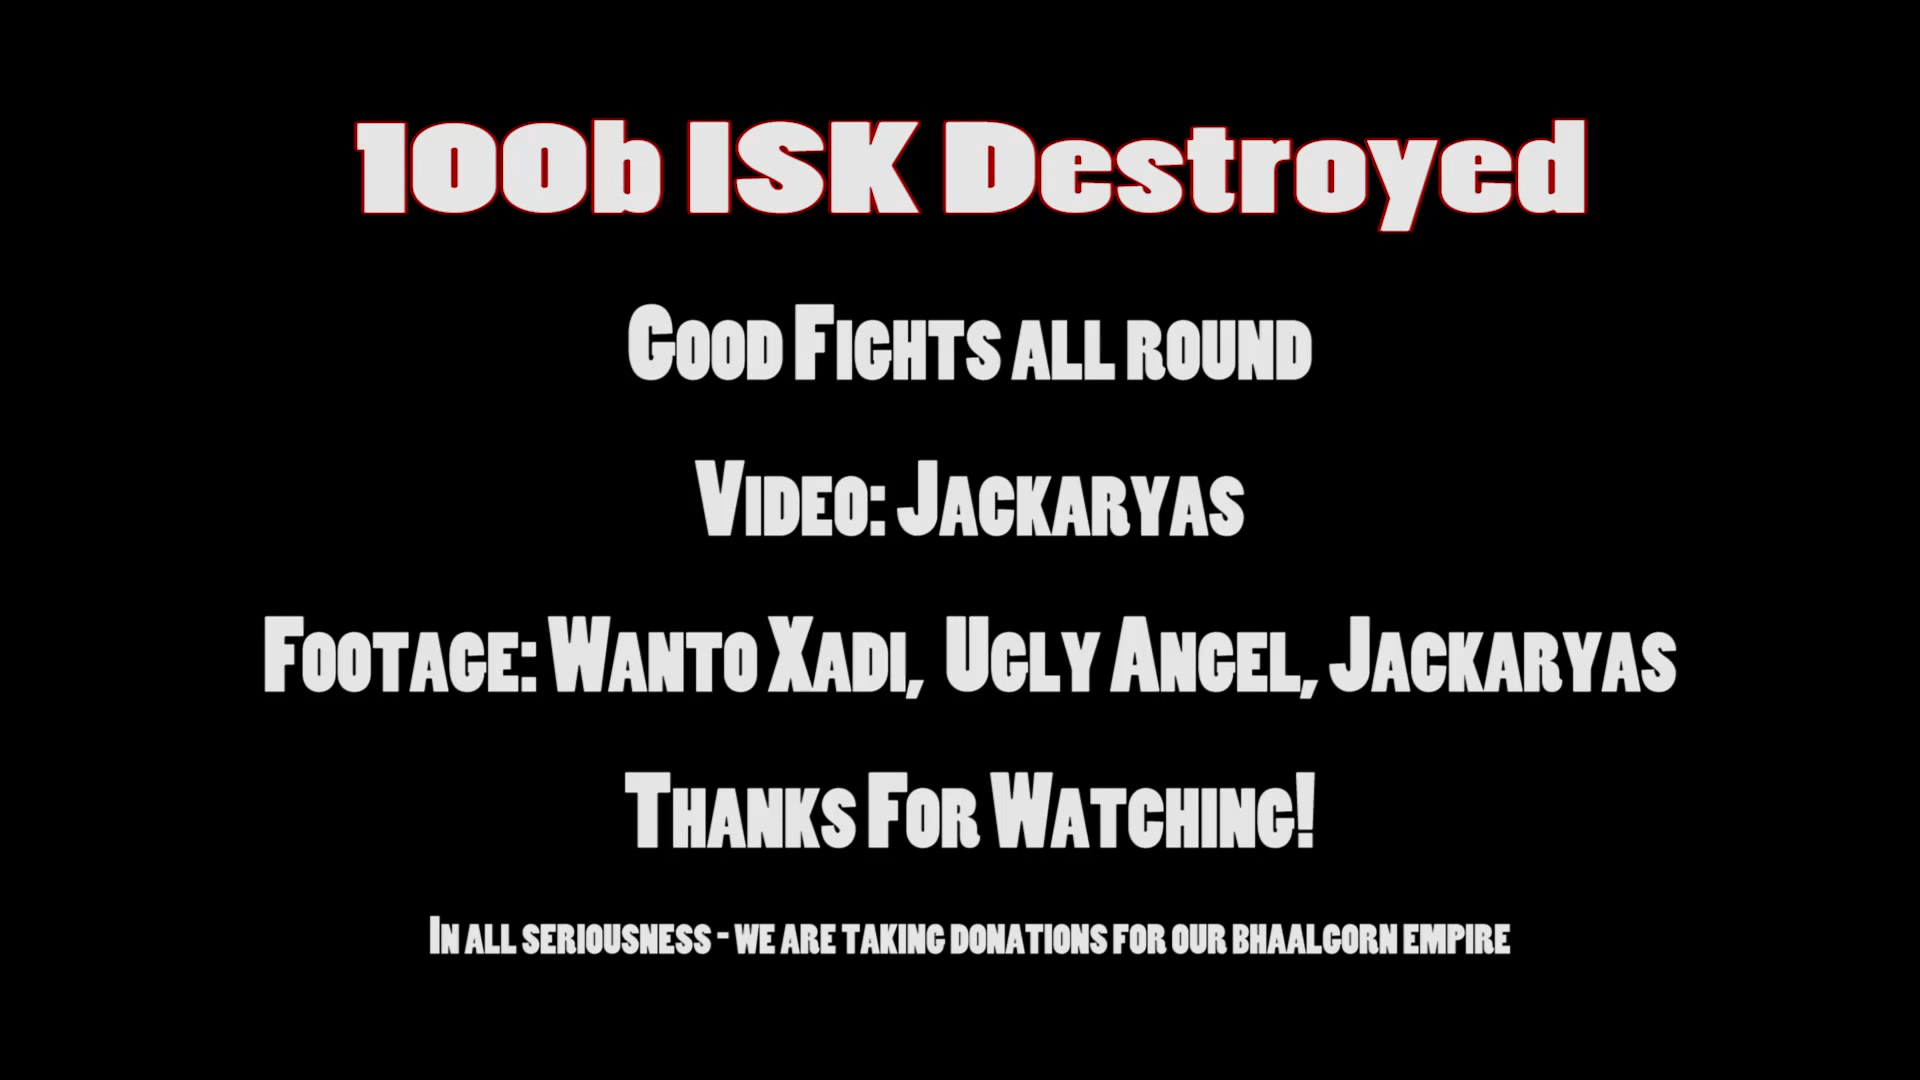 100b ISK Destroyed
Good Fights all round
Video: Jackaryas
Footage: Wanto Xadi, Ugly Angel, Jackaryas
Thanks For Watching!
In all seriousness - we are taking donations for our bhaalgorn empire